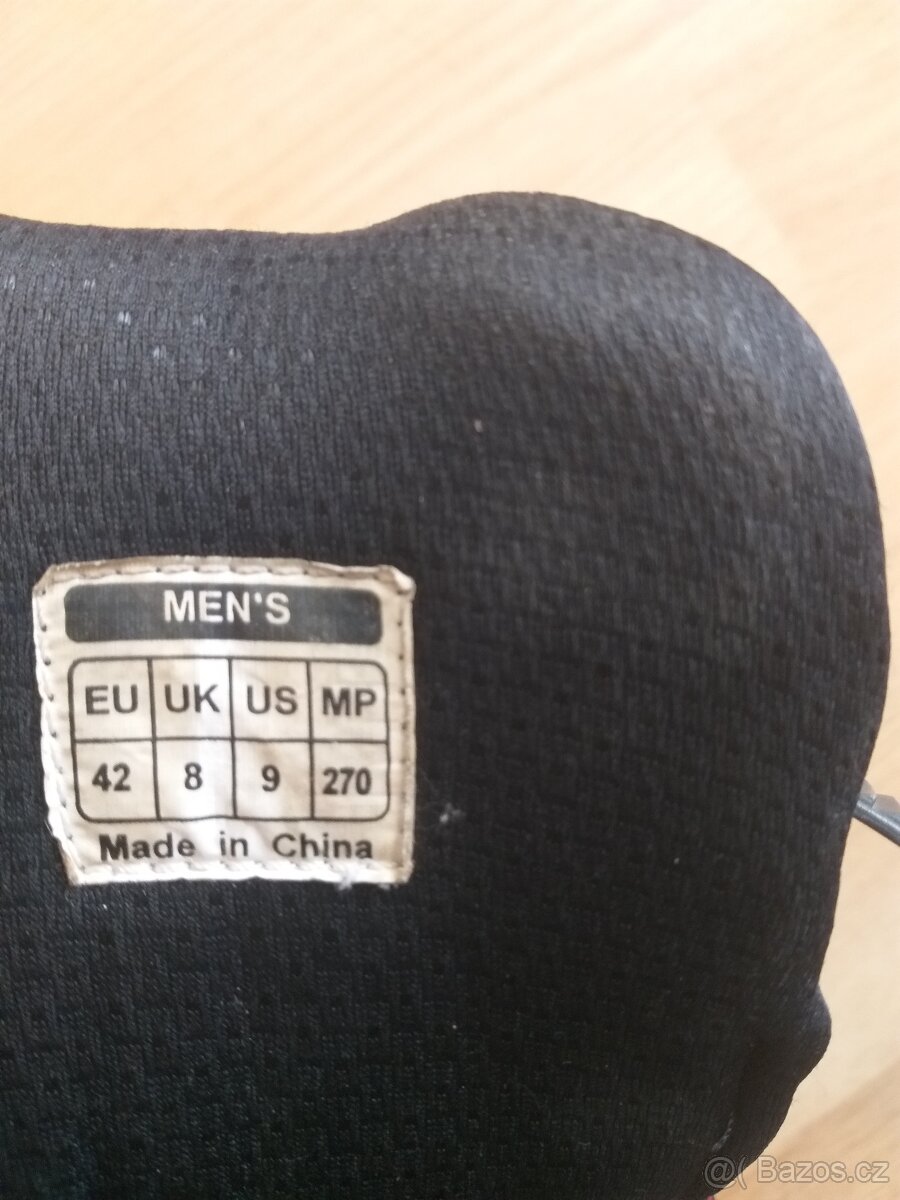 MEN'S
EU UK US MP
42 8 9 270
Made in China
@( Bazos.cz